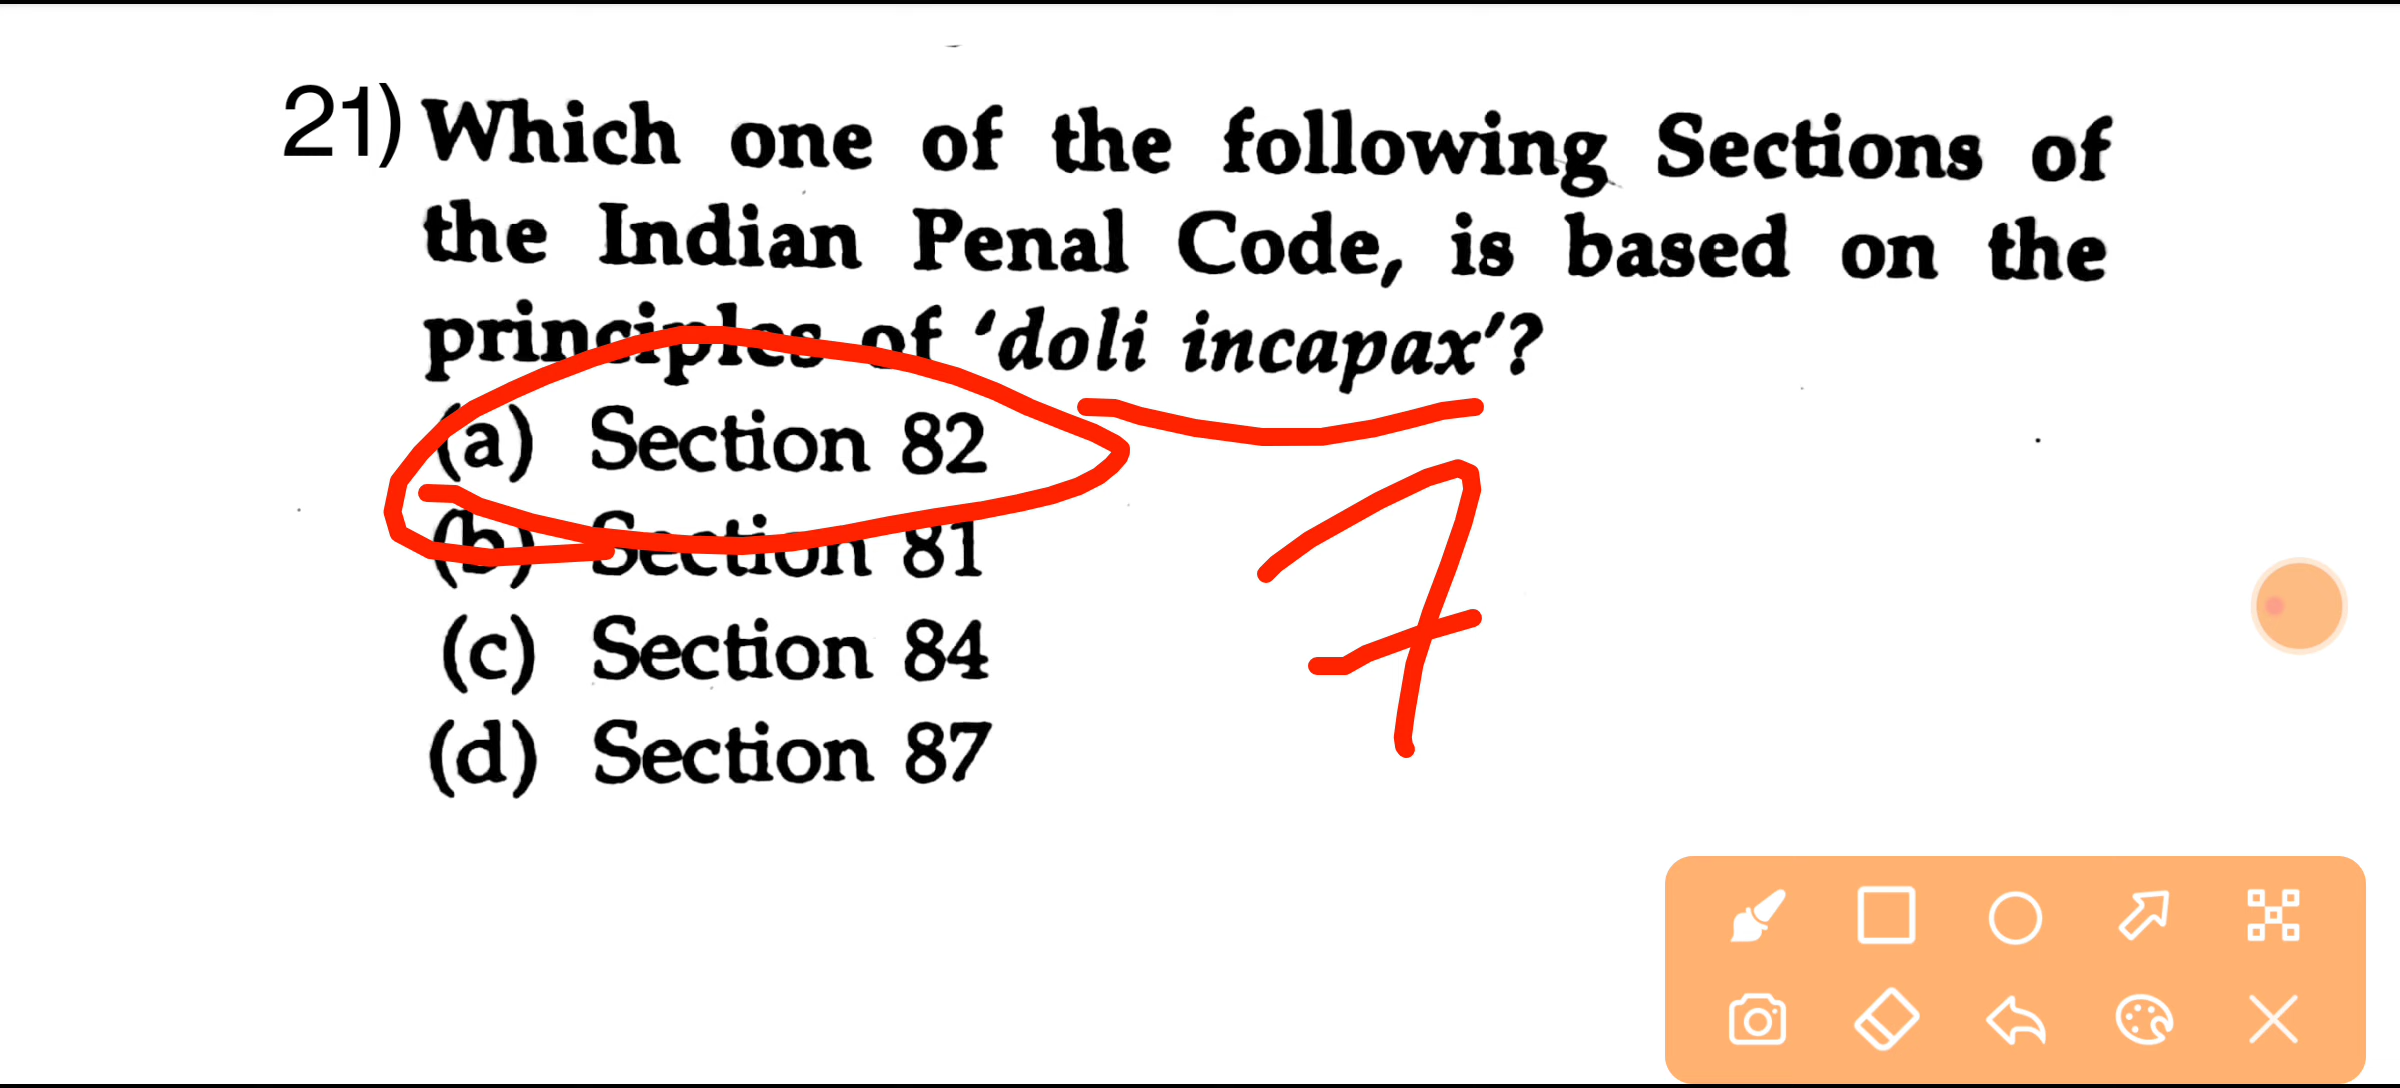 21) Which one of the following Sections of
the Indian Penal Code, is based on the
principles of 'doli incapax'?
(a) Section 82
(b) Section 81
(c) Section 84
(d) Section 87
7